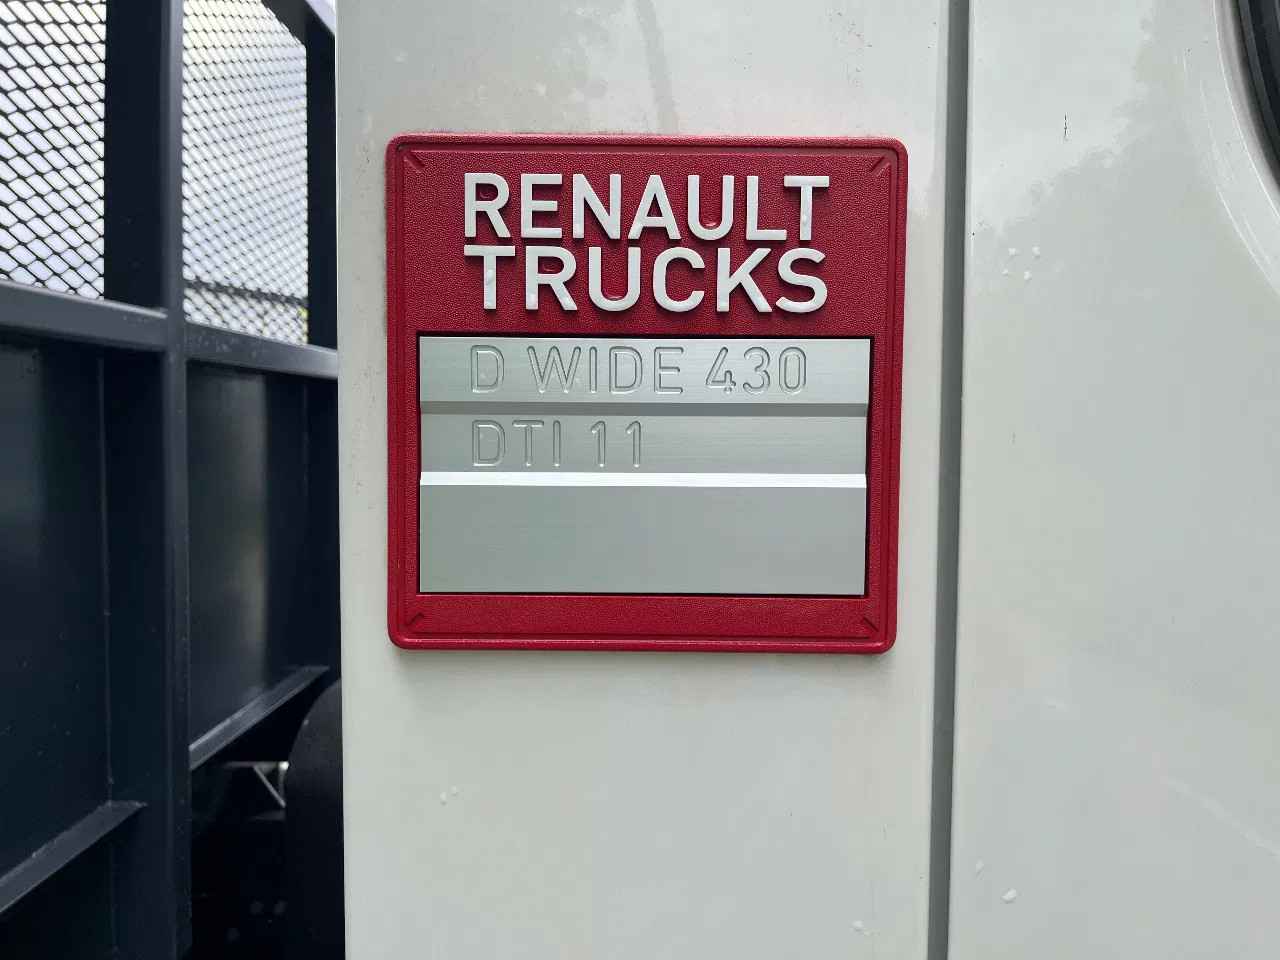 RENAULT
TRUCKS
D WIDE 430
DTI 11